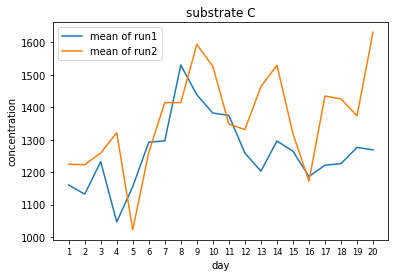 substrate C
mean of run1
mean of run2
concentration
1600
1500
1400
1300
1200
1100
1000
1 2 3 4 5 6 7 8 9 10 11 12 13 14 15 16 17 18 19 20
day